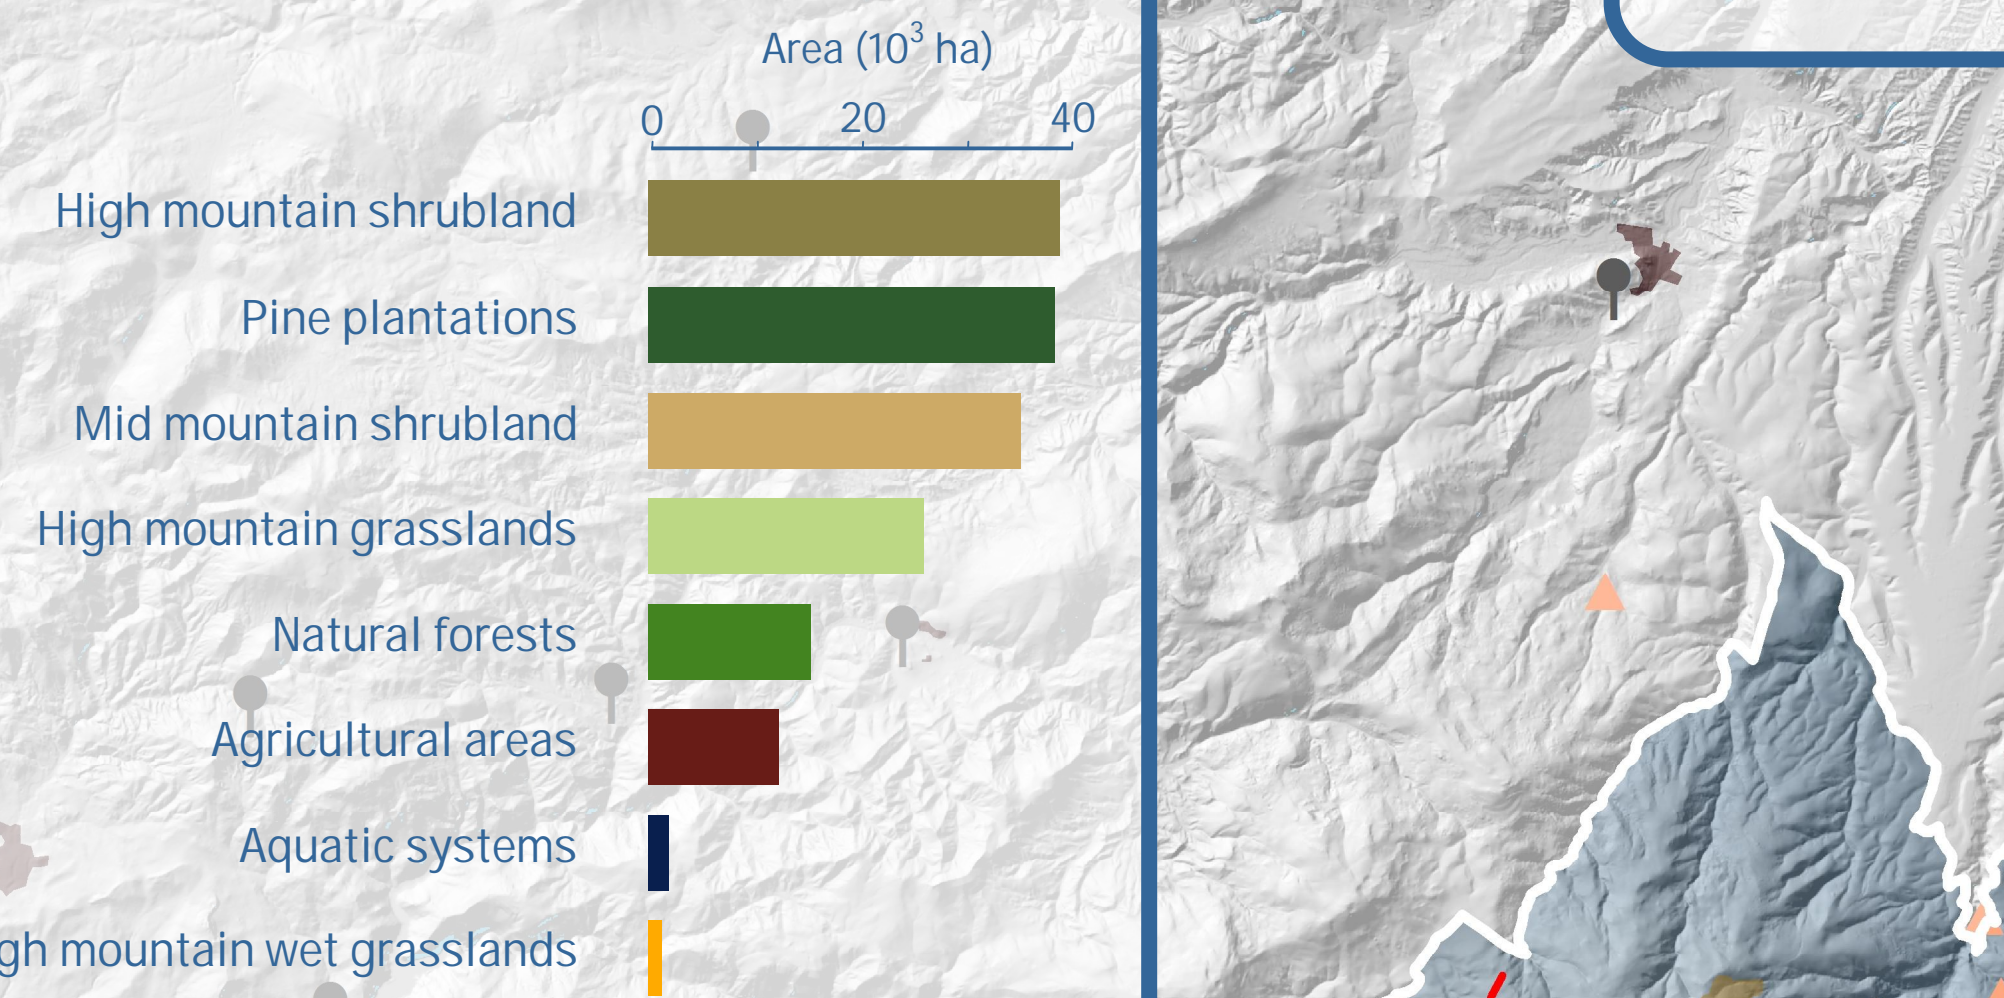 Area (10³ ha)
0 20 40
High mountain shrubland
Pine plantations
Mid mountain shrubland
High mountain grasslands
Natural forests
Agricultural areas
Aquatic systems
gh mountain wet grasslands